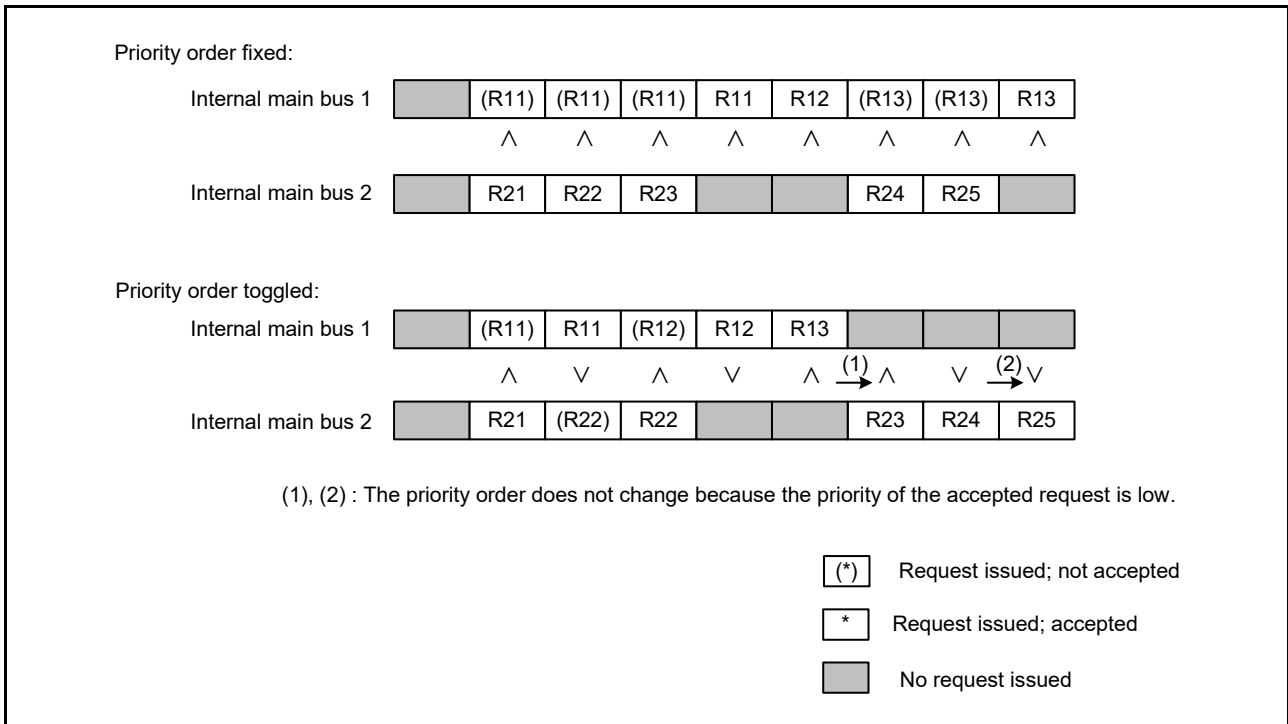 Priority order fixed:
Internal main bus 1 (R11) (R11) (R11) R11 R12 (R13) (R13) R13
∧ ∧ ∧ ∧ ∧ ∧ ∧ ∧
Internal main bus 2 R21 R22 R23 R24 R25
Priority order toggled:
Internal main bus 1 (R11) R11 (R12) R12 R13
∧ ∨ ∧ ∨ ∧ (1) ∧ ∨ (2) ∨
Internal main bus 2 R21 (R22) R22 R23 R24 R25
(1), (2) : The priority order does not change because the priority of the accepted request is low.
(*) Request issued; not accepted
* Request issued; accepted
No request issued